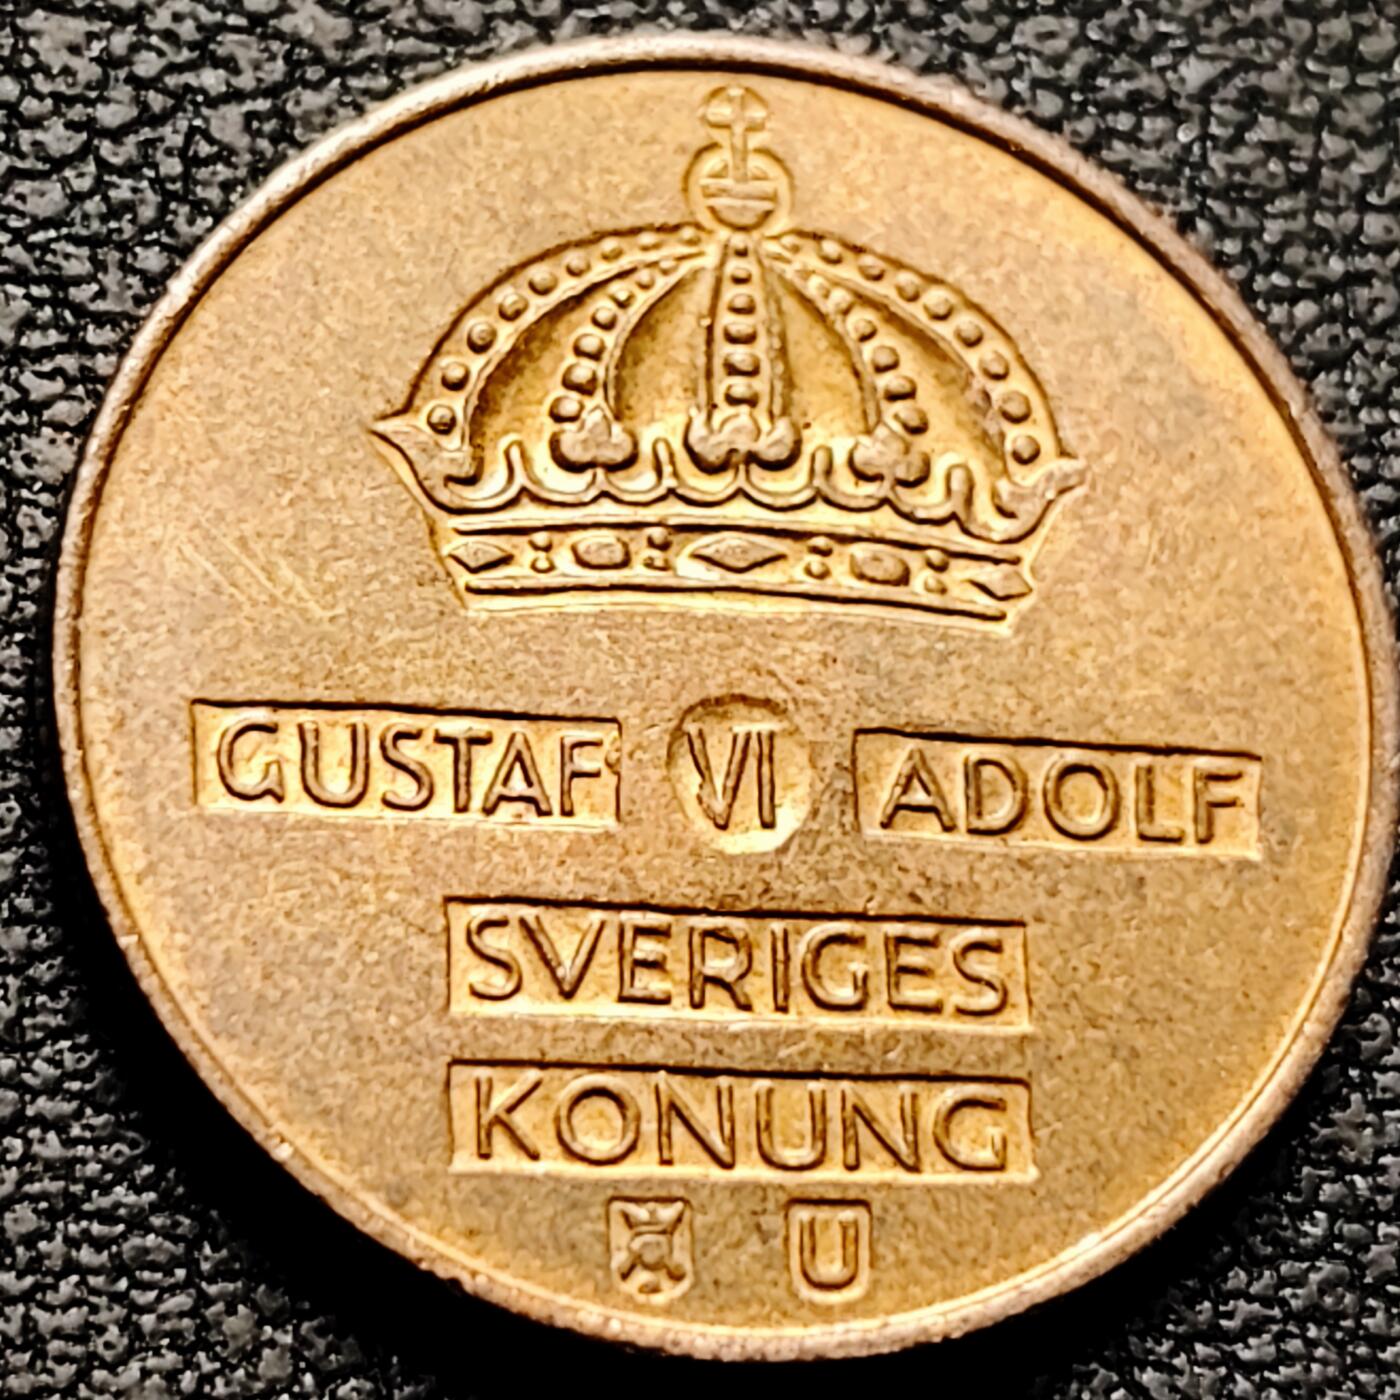 GUSTAF VI ADOLF
SVERIGES
KONUNG
U